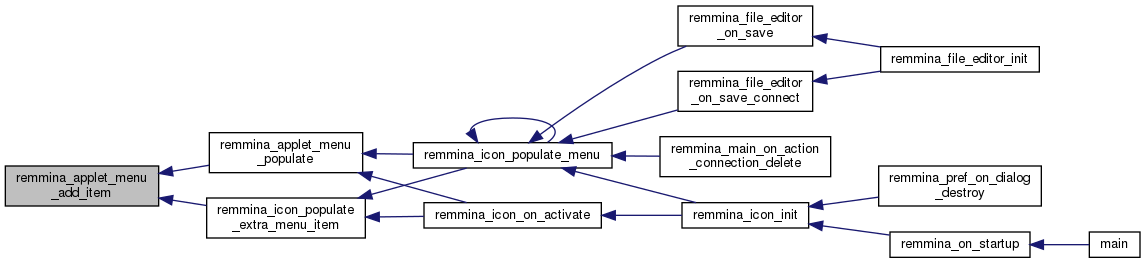 remmina_applet_menu
_add_item
remmina_applet_menu
_populate
remmina_icon_populate
_extra_menu_item
remmina_icon_populate_menu
remmina_icon_on_activate
remmina_file_editor
_on_save
remmina_file_editor
_on_save_connect
remmina_main_on_action
_connection_delete
remmina_icon_init
remmina_file_editor_init
remmina_pref_on_dialog
_destroy
remmina_on_startup
main